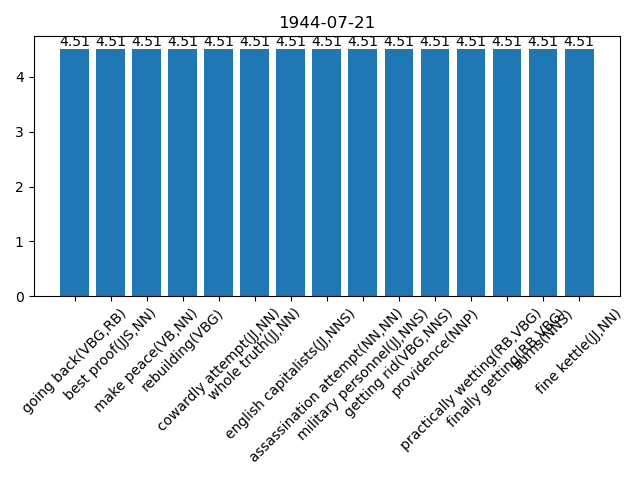 1944-07-21
4.51 4.51 4.51 4.51 4.51 4.51 4.51 4.51 4.51 4.51 4.51 4.51 4.51 4.51 4.51
4
3
2
1
0
going back(VBG,RB)
best proof(JJS,NN)
make peace(VB,NN)
rebuilding(VBG)
cowardly attempt(JJ,NN)
whole truth(JJ,NN)
english capitalists(JJ,NNS)
assassination attempt(NN,NN)
military personnel(JJ,NNS)
getting rid(VBG,NNS)
providence(NNP)
practically wetting(RB,VBG)
finally getting(RB,VBG)
bums(NNS)
fine kettle(JJ,NN)